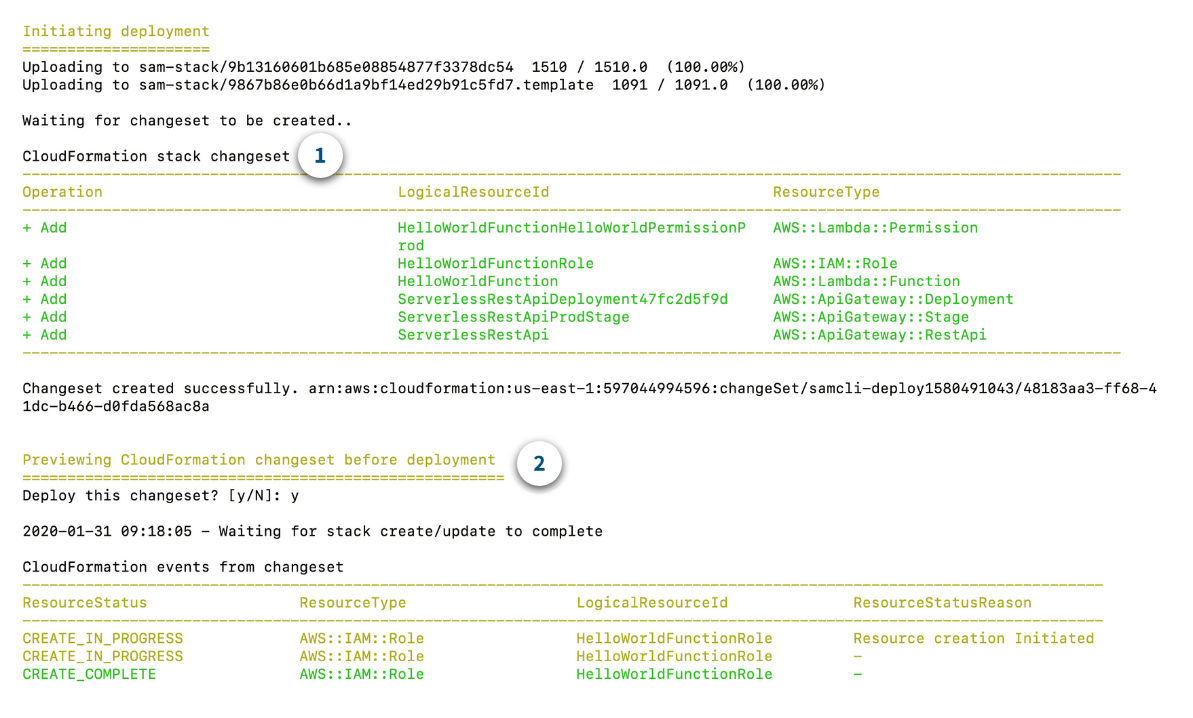 Initiating deployment
=====================
Uploading to sam-stack/9b13160601b685e08854877f3378dc54  1510 / 1510.0  (100.00%)
Uploading to sam-stack/9867b86e0b66d1a9bf14ed29b91c5fd7.template  1091 / 1091.0  (100.00%)
Waiting for changeset to be created..
CloudFormation stack changeset 1
Operation LogicalResourceId ResourceType
+ Add HelloWorldFunctionHelloWorldPermissionP AWS::Lambda::Permission
rod
+ Add HelloWorldFunctionRole AWS::IAM::Role
+ Add HelloWorldFunction AWS::Lambda::Function
+ Add ServerlessRestApiDeployment47fc2d5f9d AWS::ApiGateway::Deployment
+ Add ServerlessRestApiProdStage AWS::ApiGateway::Stage
+ Add ServerlessRestApi AWS::ApiGateway::RestApi
Changeset created successfully. arn:aws:cloudformation:us-east-1:597044994596:changeSet/samcli-deploy1580491043/48183aa3-ff68-4
1dc-b466-d0fda568ac8a
Previewing CloudFormation changeset before deployment 2
======================================================
Deploy this changeset? [y/N]: y
2020-01-31 09:18:05 - Waiting for stack create/update to complete
CloudFormation events from changeset
ResourceStatus ResourceType LogicalResourceId ResourceStatusReason
CREATE_IN_PROGRESS AWS::IAM::Role HelloWorldFunctionRole Resource creation Initiated
CREATE_IN_PROGRESS AWS::IAM::Role HelloWorldFunctionRole -
CREATE_COMPLETE AWS::IAM::Role HelloWorldFunctionRole -